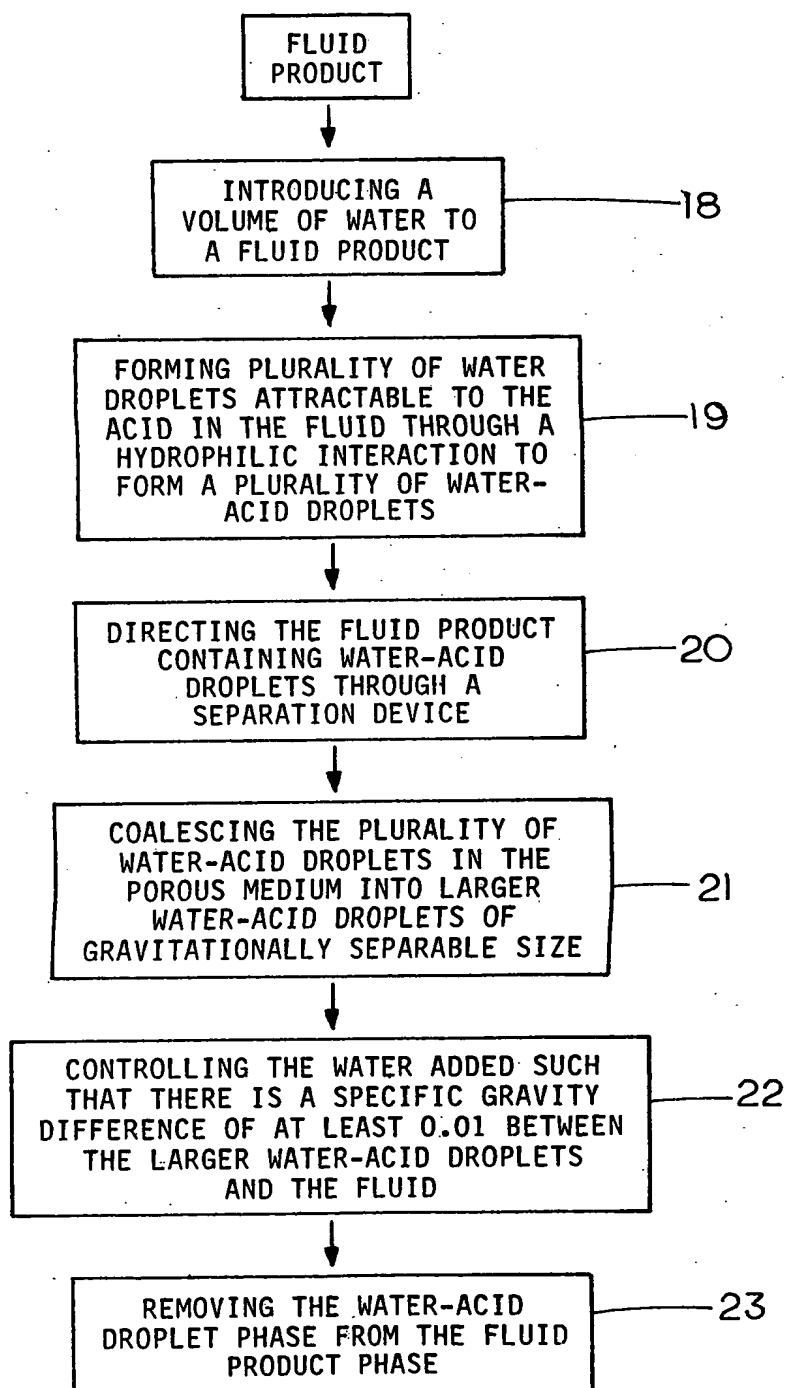 FLUID
PRODUCT
INTRODUCING A
VOLUME OF WATER TO
A FLUID PRODUCT
18
FORMING PLURALITY OF WATER
DROPLETS ATTRACTABLE TO THE
ACID IN THE FLUID THROUGH A
HYDROPHILIC INTERACTION TO
FORM A PLURALITY OF WATER-
ACID DROPLETS
19
DIRECTING THE FLUID PRODUCT
CONTAINING WATER-ACID
DROPLETS THROUGH A
SEPARATION DEVICE
20
COALESCING THE PLURALITY OF
WATER-ACID DROPLETS IN THE
POROUS MEDIUM INTO LARGER
WATER-ACID DROPLETS OF
GRAVITATIONALLY SEPARABLE SIZE
21
CONTROLLING THE WATER ADDED SUCH
THAT THERE IS A SPECIFIC GRAVITY
DIFFERENCE OF AT LEAST 0.01 BETWEEN
THE LARGER WATER-ACID DROPLETS
AND THE FLUID
22
REMOVING THE WATER-ACID
DROPLET PHASE FROM THE FLUID
PRODUCT PHASE
23